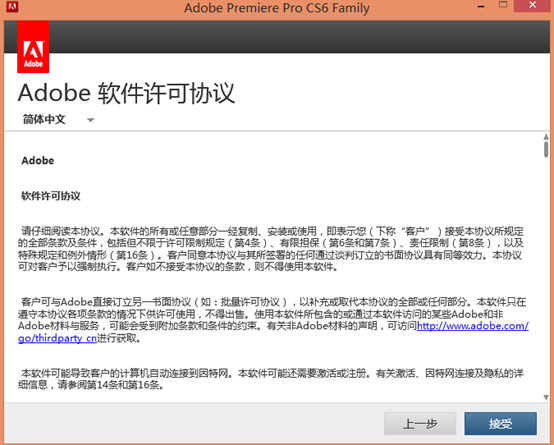 Adobe Premiere Pro CS6 Family
Adobe
Adobe 软件许可协议
简体中文
Adobe
软件许可协议
请仔细阅读本协议。本软件的所有或任意部分一经复制、安装或使用，即表示您（下称“客户”）接受本协议所规定
的全部条款及条件，包括但不限于许可限制规定（第4条）、有限担保（第6条和第7条）、责任限制（第8条），以及
特殊规定和例外情形（第16条）。客户同意本协议与其所签署的任何通过谈判订立的书面协议具有同等效力。本协议
可对客户予以强制执行。客户如不接受本协议的条款，则不得使用本软件。
客户可与Adobe直接订立另一书面协议（如：批量许可协议），以补充或取代本协议的全部或任何部分。本软件只在
遵守本协议各项条款的情况下供许可使用，不得出售。使用本软件所包含的或通过本软件访问的某些Adobe和非
Adobe材料与服务，可能会受到附加条款和条件的约束。有关非Adobe材料的声明，可访问http://www.adobe.com/
go/thirdparty_cn进行获取。
本软件可能导致客户的计算机自动连接到因特网。本软件可能还需要激活或注册。有关激活、因特网连接及隐私的详
细信息，请参阅第14条和第16条。
上一步
接受